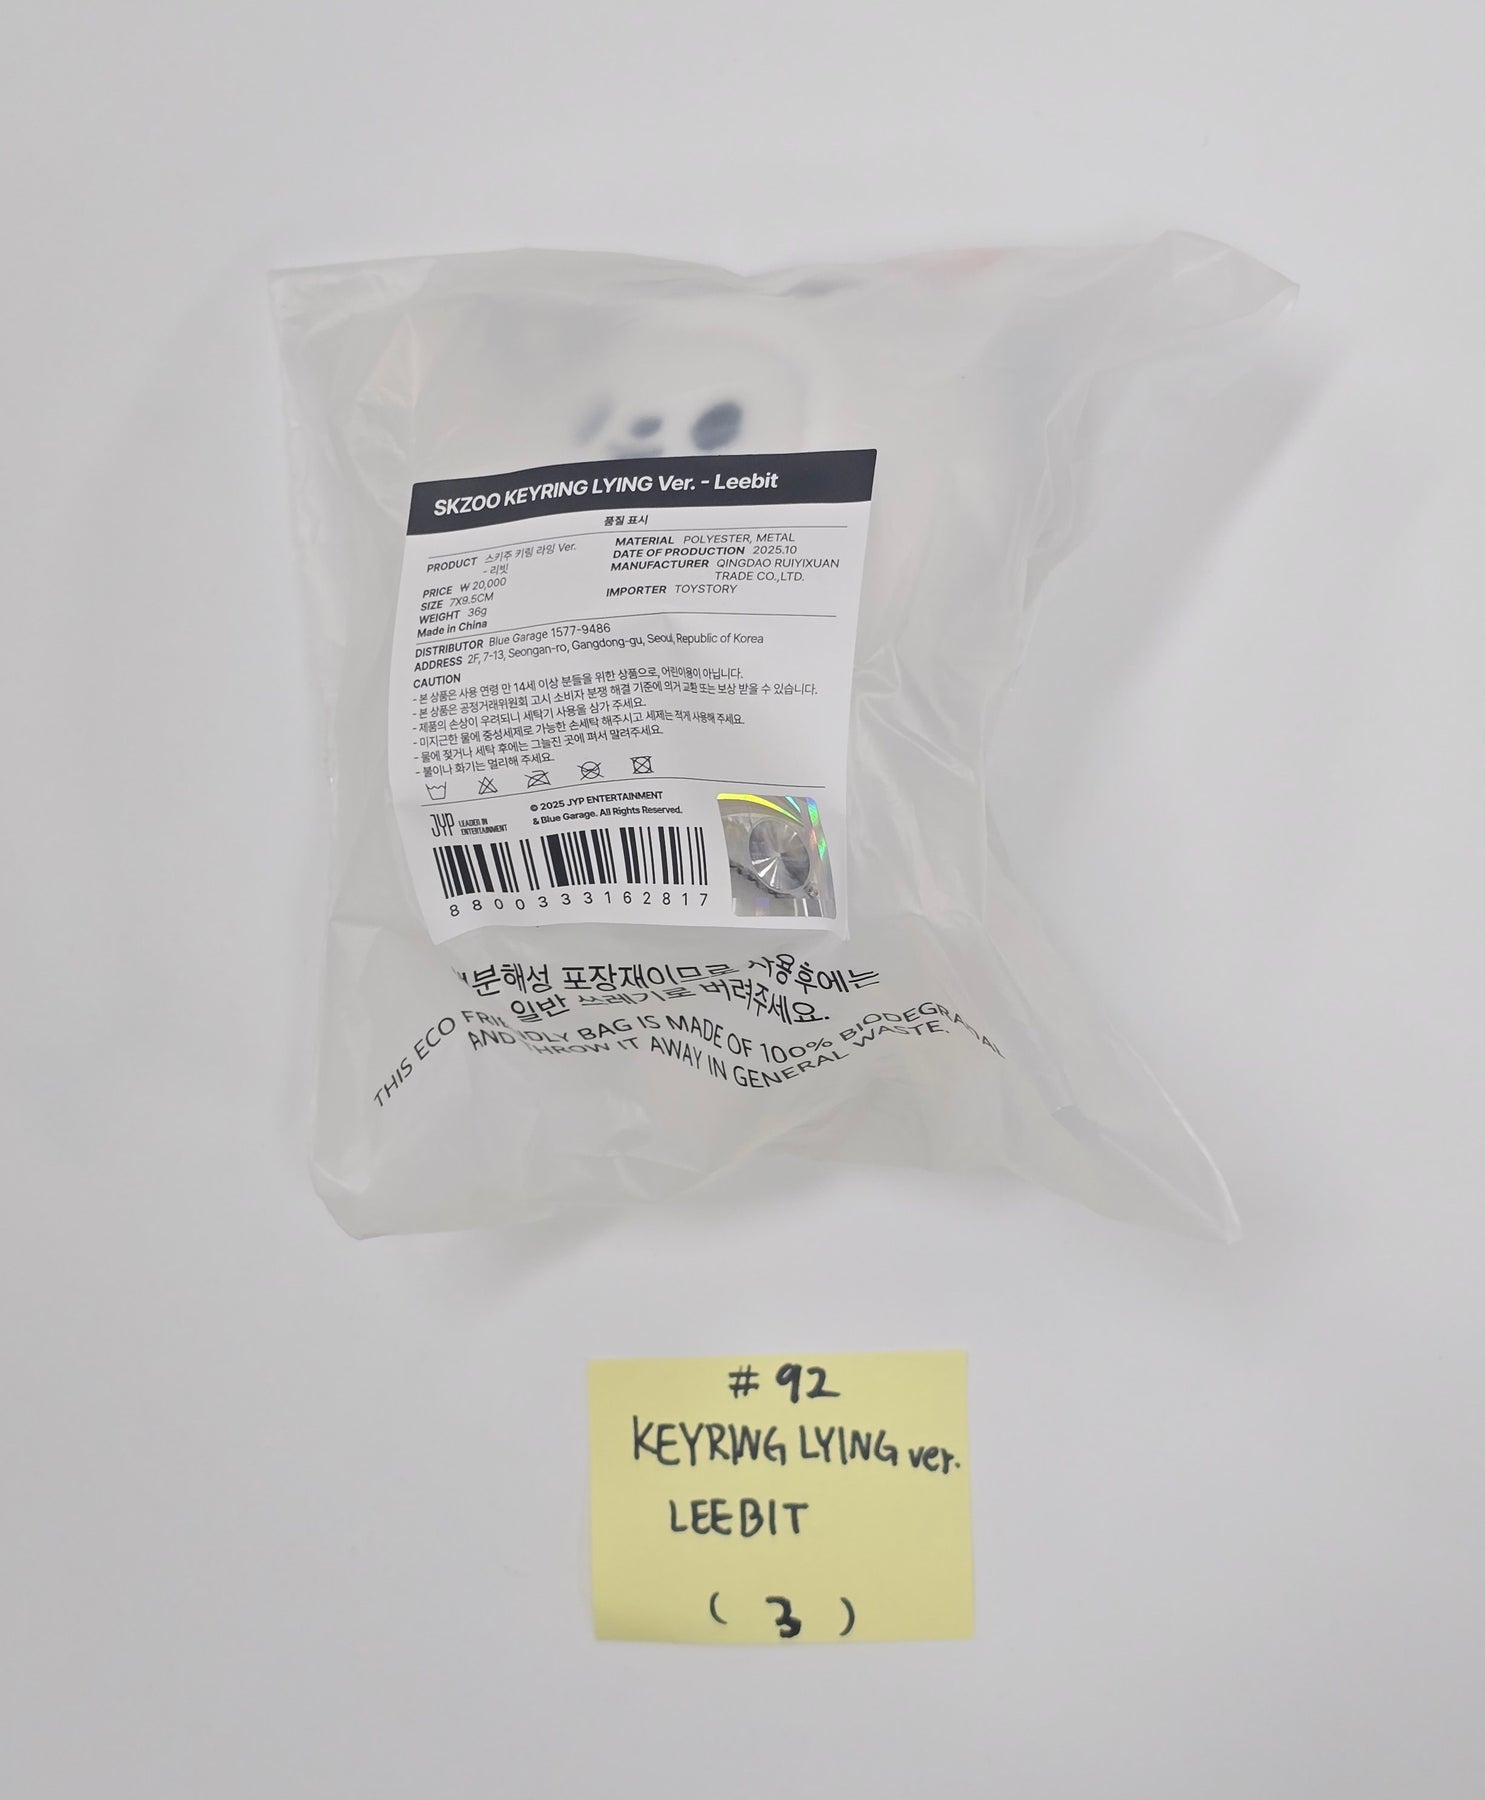 SKZOO KEYRING LYING Ver. - Leebit
품질 표시
PRODUCT 스키주 키링 라잉 Ver.
- 리빗
PRICE ₩ 20,000
SIZE 7X9.5CM
WEIGHT 36g
Made in China
MATERIAL POLYESTER, METAL
DATE OF PRODUCTION 2025.10
MANUFACTURER QINGDAO RUIYIXUAN
TRADE CO.,LTD.
IMPORTER TOYSTORY
DISTRIBUTOR Blue Garage 1577-9486
ADDRESS 2F, 7-13, Seongan-ro, Gangdong-gu, Seoul, Republic of Korea
CAUTION
- 본 상품은 사용 연령 만 14세 이상 분들을 위한 상품으로, 어린이용이 아닙니다.
- 본 상품은 공정거래위원회 고시 소비자 분쟁 해결 기준에 의거 교환 또는 보상 받을 수 있습니다.
- 제품의 손상이 우려되니 세탁기 사용을 삼가 주세요.
- 미지근한 물에 중성세제로 가능한 손세탁 해주시고 세제는 적게 사용해 주세요.
- 물에 젖거나 세탁 후에는 그늘진 곳에 펴서 말려주세요.
- 불이나 화기는 멀리해 주세요.
JYP LEADER IN
ENTERTAINMENT
© 2025 JYP ENTERTAINMENT
& Blue Garage. All Rights Reserved.
8800333162817
분해성 포장재이므로 사용후에는
일반 쓰레기로 버려주세요.
THIS ECO FRIENDLY BAG IS MADE OF 100% BIODEGRADABLE
AND THROW IT AWAY IN GENERAL WASTE.
# 92
KEYRING LYING ver.
LEEBIT
( 3 )